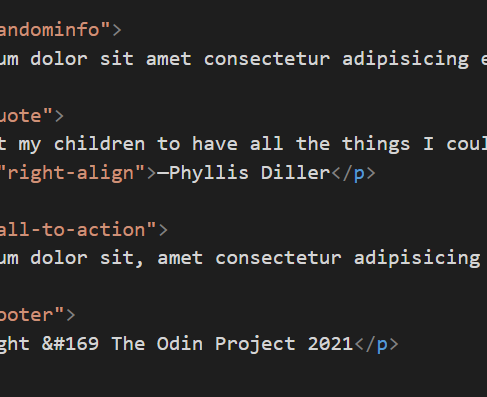 andominfo">
um dolor sit amet consectetur adipisicing e
uote">
t my children to have all the things I coul
"right-align">—Phyllis Diller</p>
all-to-action">
um dolor sit, amet consectetur adipisicing
ooter">
ght &#169 The Odin Project 2021</p>